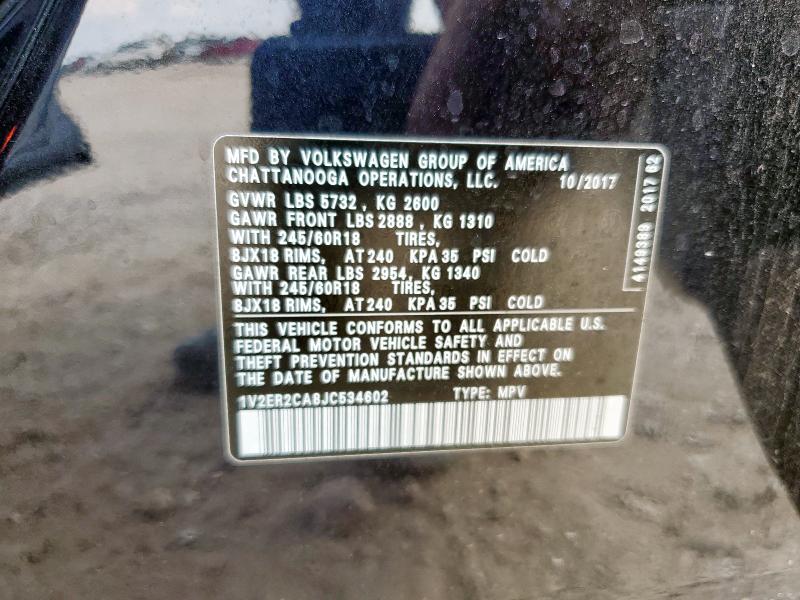 MFD BY VOLKSWAGEN GROUP OF AMERICA
CHATTANOOGA OPERATIONS, LLC. 10/2017
GVWR LBS 5732 , KG 2600
GAWR FRONT LBS 2888 , KG 1310
WITH 245/60R18 TIRES,
8JX18 RIMS, AT 240 KPA 35 PSI COLD
GAWR REAR LBS 2954, KG 1340
WITH 245/60R18 TIRES,
8JX18 RIMS, AT 240 KPA 35 PSI COLD
THIS VEHICLE CONFORMS TO ALL APPLICABLE U.S.
FEDERAL MOTOR VEHICLE SAFETY AND
THEFT PREVENTION STANDARDS IN EFFECT ON
THE DATE OF MANUFACTURE SHOWN ABOVE.
1V2ER2CA8JC534602 TYPE: MPV
4149389 2017 62